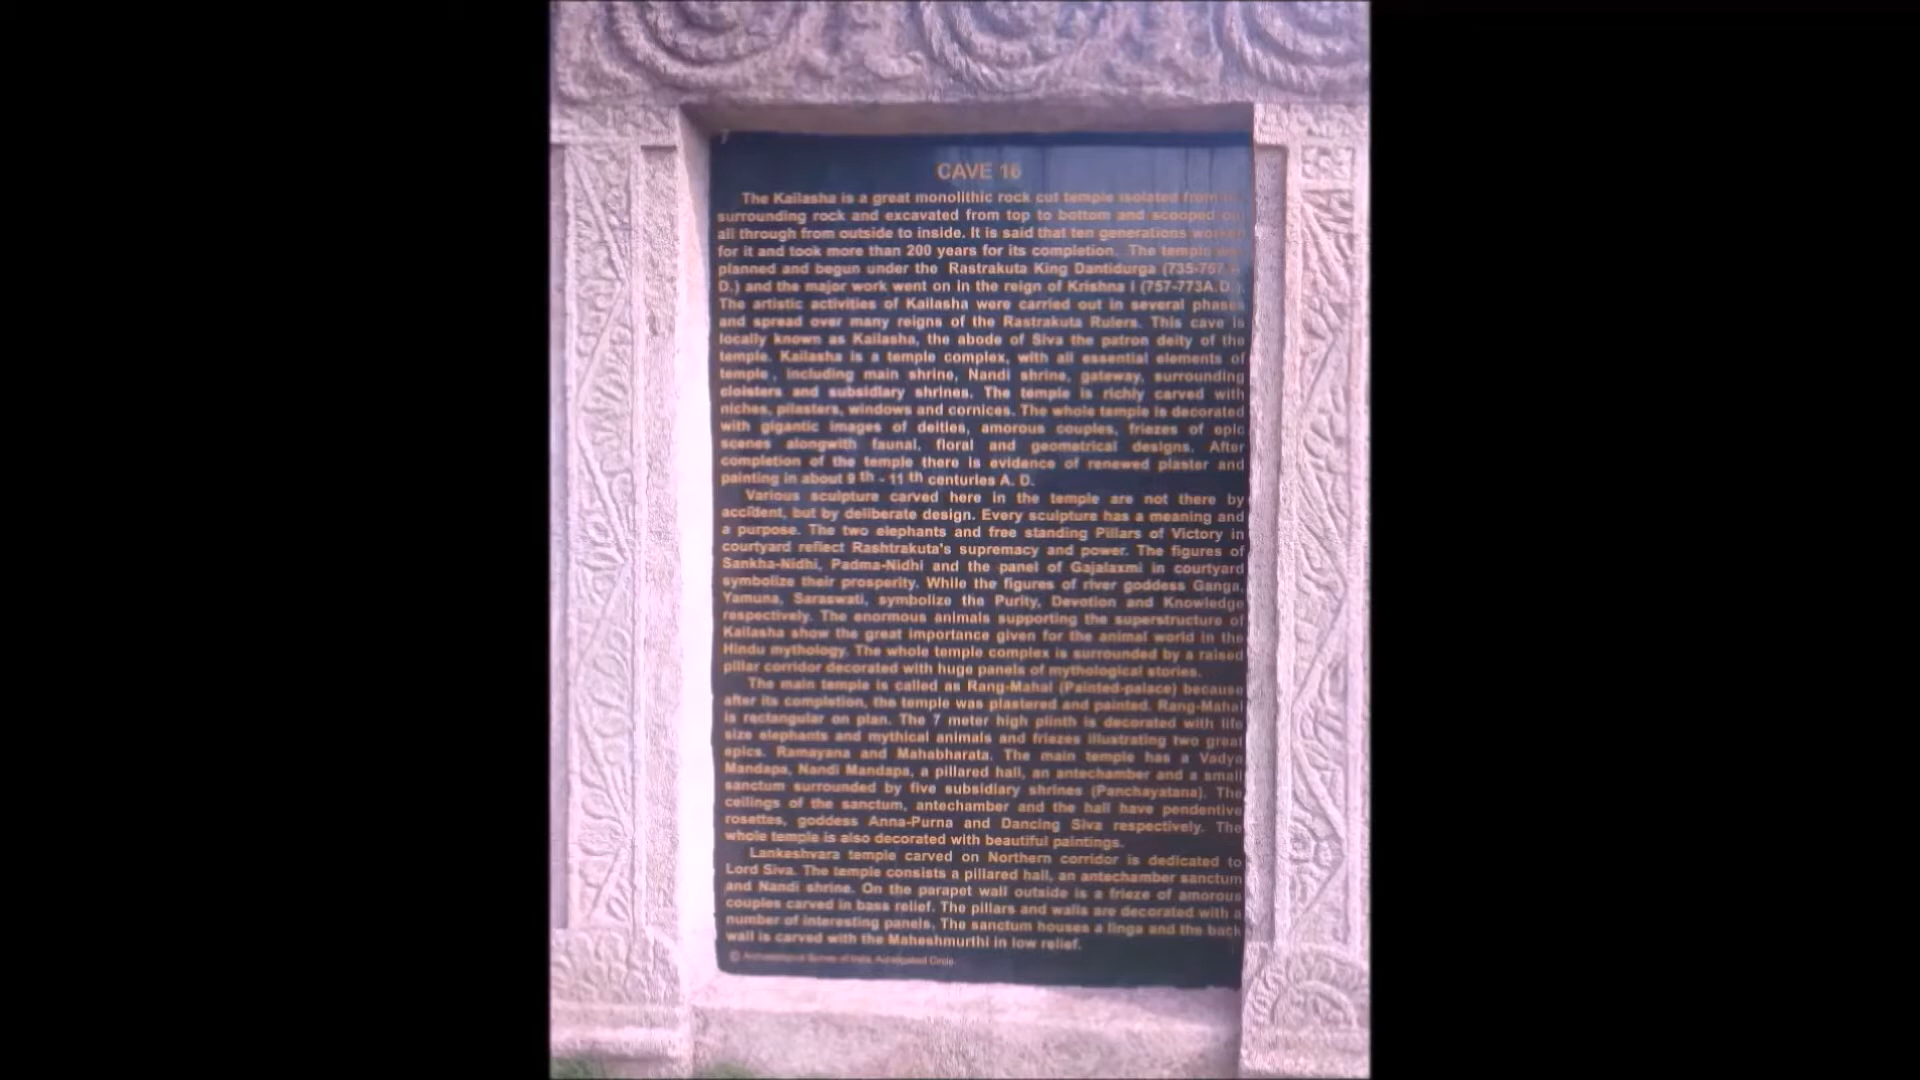 CAVE 16
The Kailasha is a great monolithic rock cut temple isolated from
surrounding rock and excavated from top to bottom and scooped
all through from outside to inside. It is said that ten generations
for it and took more than 200 years for its completion. The temple
planned and begun under the Rastrakuta King Dantidurga (735-757
D.) and the major work went on in the reign of Krishna I (757-773A.D.)
The artistic activities of Kailasha were carried out in several
and spread over many reigns of the Rastrakuta Rulers. This cave is
locally known as Kailasha, the abode of Siva the patron deity of the
temple. Kailasha is a temple complex, with all essential elements of
temple, including main shrine, Nandi shrine, gateway, surrounding
cloisters and subsidiary shrines. The temple is richly carved with
niches, pilasters, windows and cornices. The whole temple is decorated
with gigantic images of deities, amorous couples, friezes of epic
scenes alongwith faunal, floral and geometrical designs. After
completion of the temple there is evidence of renewed plaster and
painting in about 9 th - 11 th centuries A. D.
Various sculpture carved here in the temple are not there by
accident, but by deliberate design. Every sculpture has a meaning and
a purpose. The two elephants and free standing Pillars of Victory in
courtyard reflect Rashtrakuta's supremacy and power. The figures of
Sankha-Nidhi, Padma-Nidhi and the panel of Gajalaxmi in courtyard
symbolize their prosperity. While the figures of river goddess Ganga,
Yamuna, Saraswati, symbolize the Purity, Devotion and Knowledge
respectively. The enormous animals supporting the superstructure of
Kailasha show the great importance given for the animal world in the
Hindu mythology. The whole temple complex is surrounded by a raised
pillar corridor decorated with huge panels of mythological stories.
The main temple is called as Rang-Mahal (Painted-palace) because
after its completion, the temple was plastered and painted. Rang-Mahal
is rectangular on plan. The 7 meter high plinth is decorated with life
size elephants and mythical animals and friezes illustrating two great
epics. Ramayana and Mahabharata. The main temple has a Vadya
Mandapa, Nandi Mandapa, a pillared hall, an antechamber and a small
sanctum surrounded by five subsidiary shrines (Panchayatana). The
ceilings of the sanctum, antechamber and the hall have pendentive
rosettes, goddess Anna-Purna and Dancing Siva respectively. The
whole temple is also decorated with beautiful paintings.
Lankeshvara temple carved on Northern corridor is dedicated to
Lord Siva. The temple consists a pillared hall, an antechamber sanctum
and Nandi shrine. On the parapet wall outside is a frieze of amorous
couples carved in bass relief. The pillars and walls are decorated with a
number of interesting panels. The sanctum houses a linga and the back
wall is carved with the Maheshmurthi in low relief.
© Archaeological Survey of India, Aurangabad Circle.